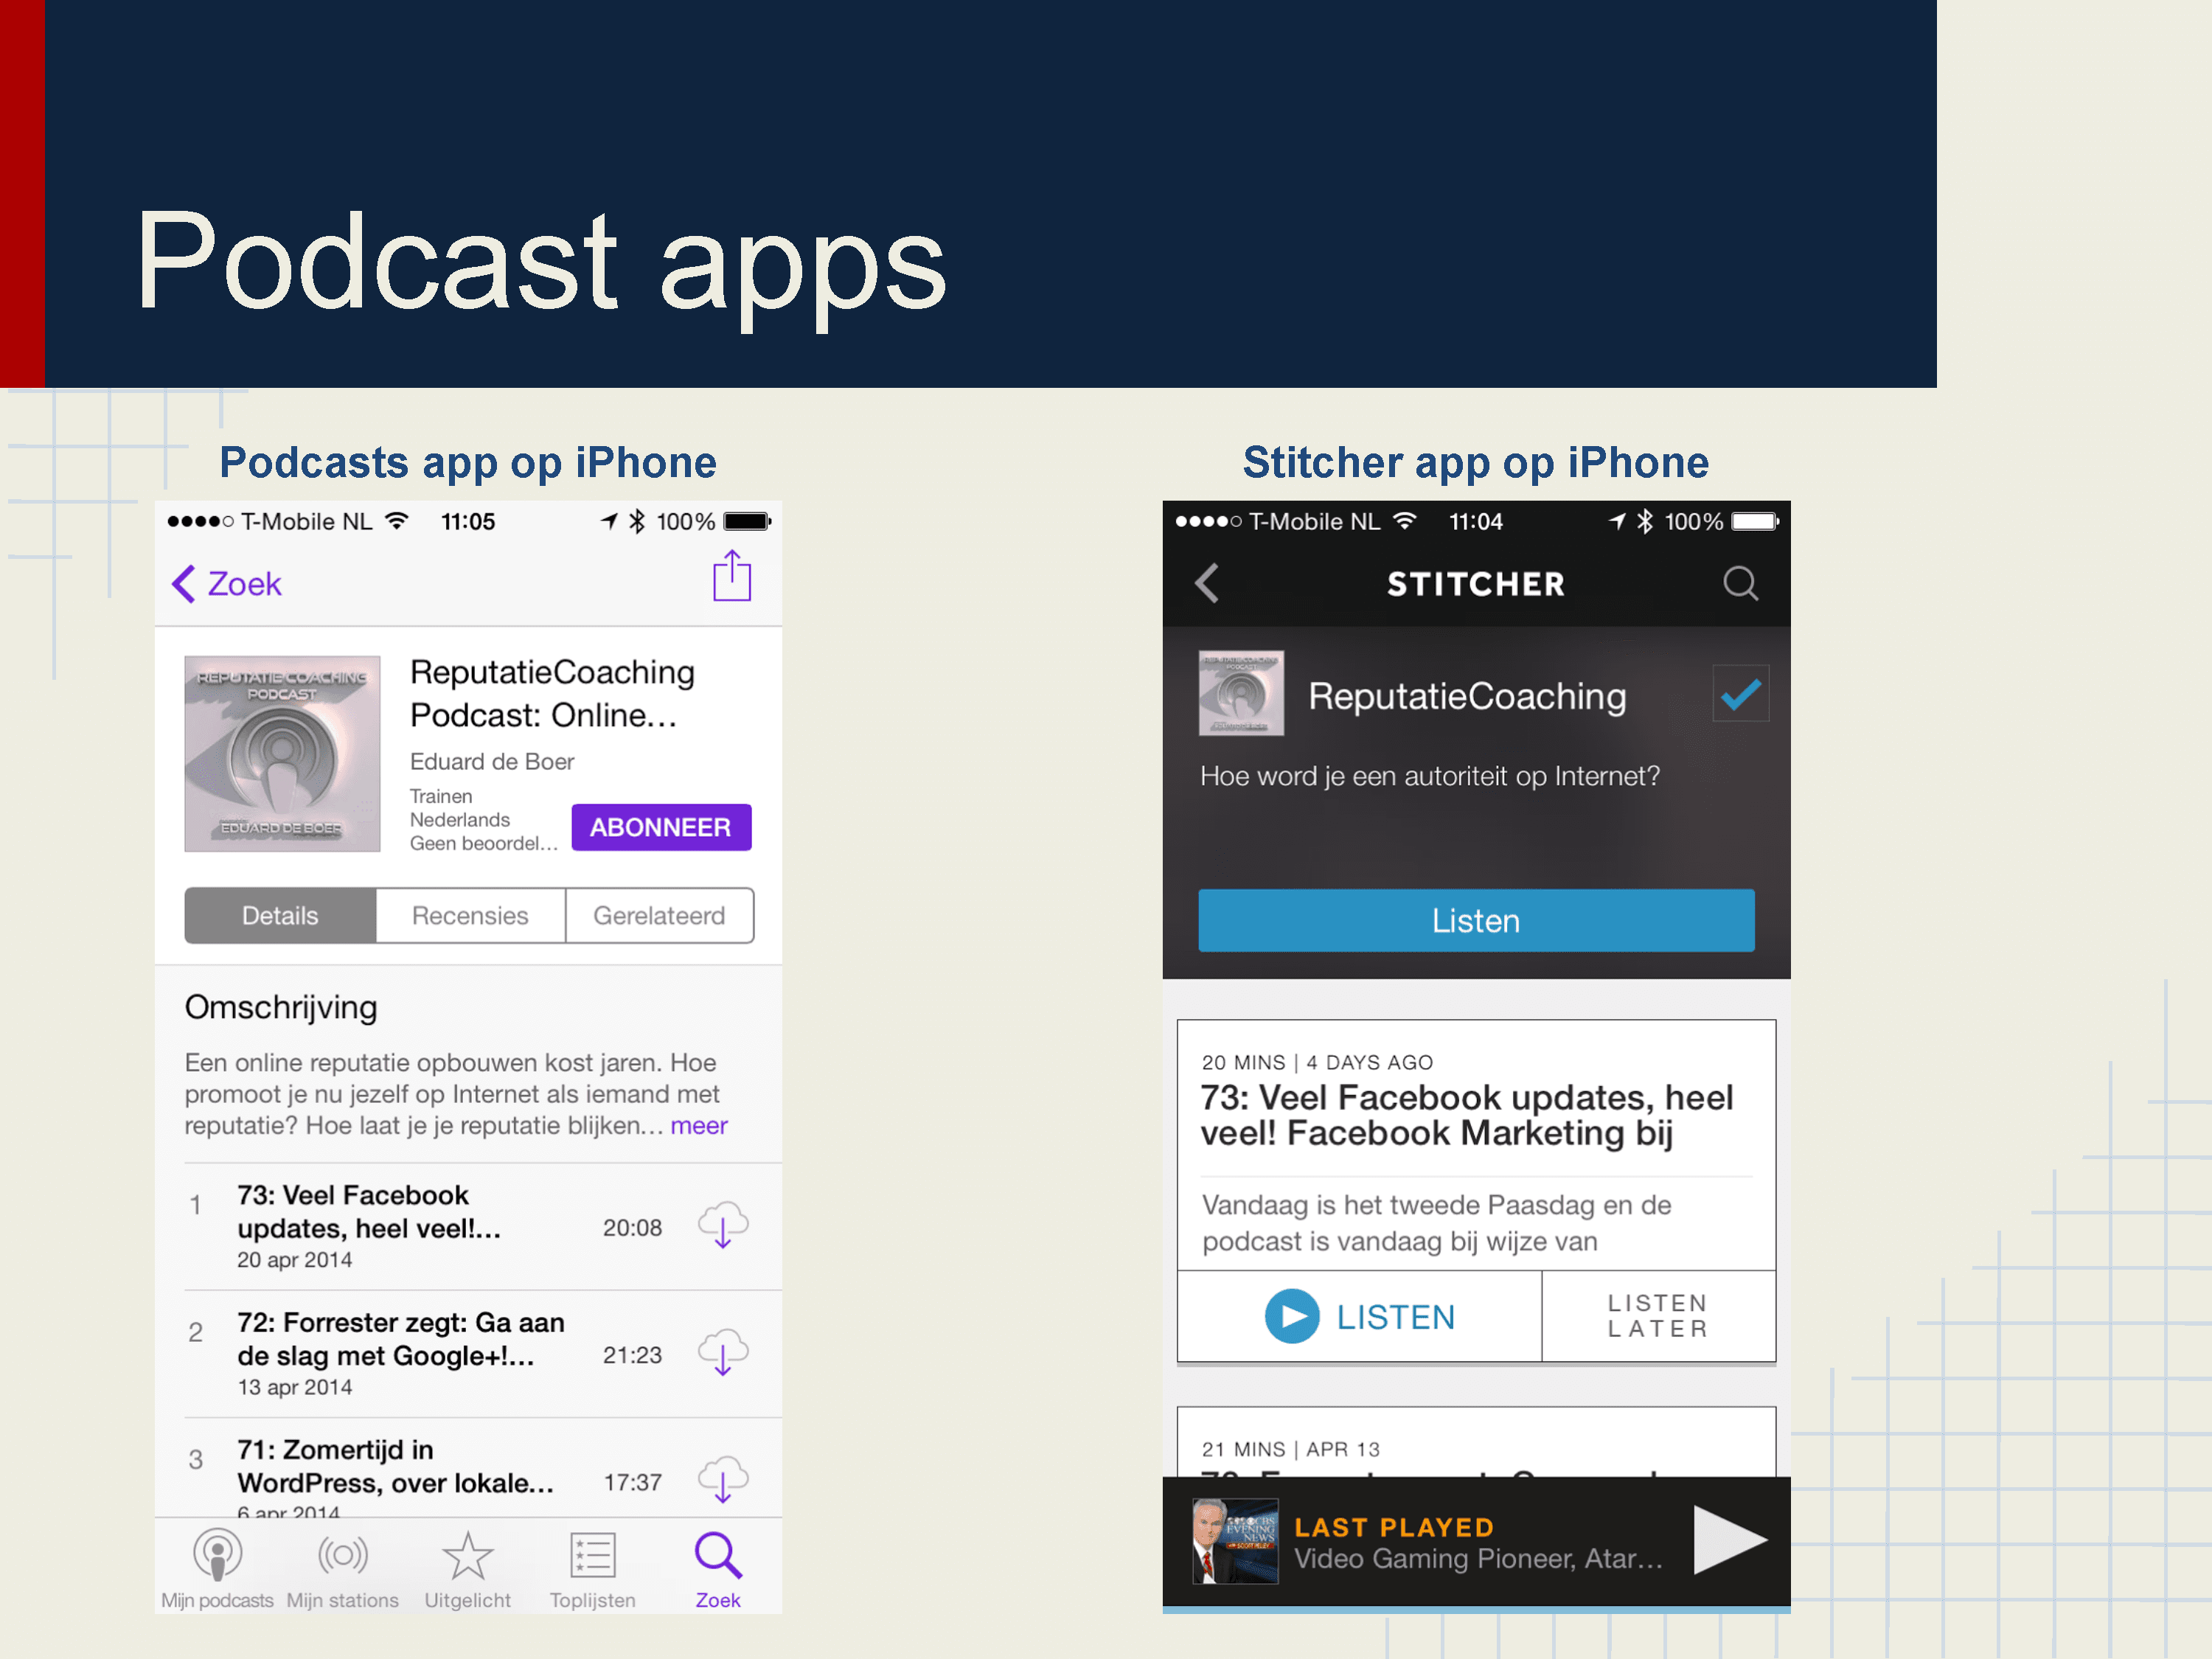 Podcast apps
Podcasts app op iPhone
T-Mobile NL 11:05 100%
Zoek
REPUTATIE COACHING
PODCAST
EDUARD DE BOER
ReputatieCoaching
Podcast: Online...
Eduard de Boer
Trainen
Nederlands
Geen beoordel...
ABONNEER
Details Recensies Gerelateerd
Omschrijving
Een online reputatie opbouwen kost jaren. Hoe
promoot je nu jezelf op Internet als iemand met
reputatie? Hoe laat je je reputatie blijken... meer
1 73: Veel Facebook
updates, heel veel!... 20:08
20 apr 2014
2 72: Forrester zegt: Ga aan
de slag met Google+!... 21:23
13 apr 2014
3 71: Zomertijd in
WordPress, over lokale... 17:37
6 apr 2014
Mijn podcasts Mijn stations Uitgelicht Toplijsten Zoek
Stitcher app op iPhone
T-Mobile NL 11:04 100%
STITCHER
REPUTATIE COACHING
PODCAST
ReputatieCoaching
Hoe word je een autoriteit op Internet?
Listen
20 MINS | 4 DAYS AGO
73: Veel Facebook updates, heel
veel! Facebook Marketing bij
Vandaag is het tweede Paasdag en de
podcast is vandaag bij wijze van
LISTEN
LISTEN
LATER
21 MINS | APR 13
CBS
EVENING
NEWS
LAST PLAYED
Video Gaming Pioneer, Atar...